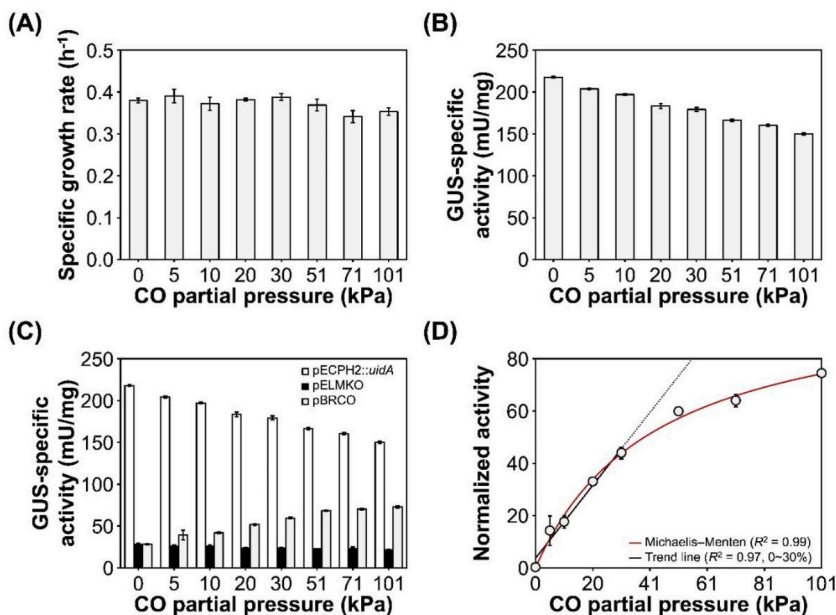 (A)
Specific growth rate (h⁻¹)
0.5
0.4
0.3
0.2
0.1
0.0
0 5 10 20 30 51 71 101
CO partial pressure (kPa)
(B)
GUS-specific
activity (mU/mg)
250
200
150
100
50
0
0 5 10 20 30 51 71 101
CO partial pressure (kPa)
(C)
GUS-specific
activity (mU/mg)
250
200
150
100
50
0
pECPH2::uidA
pELMKO
pBRCO
0 5 10 20 30 51 71 101
CO partial pressure (kPa)
(D)
Normalized activity
80
60
40
20
0
Michaelis–Menten (R² = 0.99)
Trend line (R² = 0.97, 0~30%)
0 20 41 61 81 101
CO partial pressure (kPa)